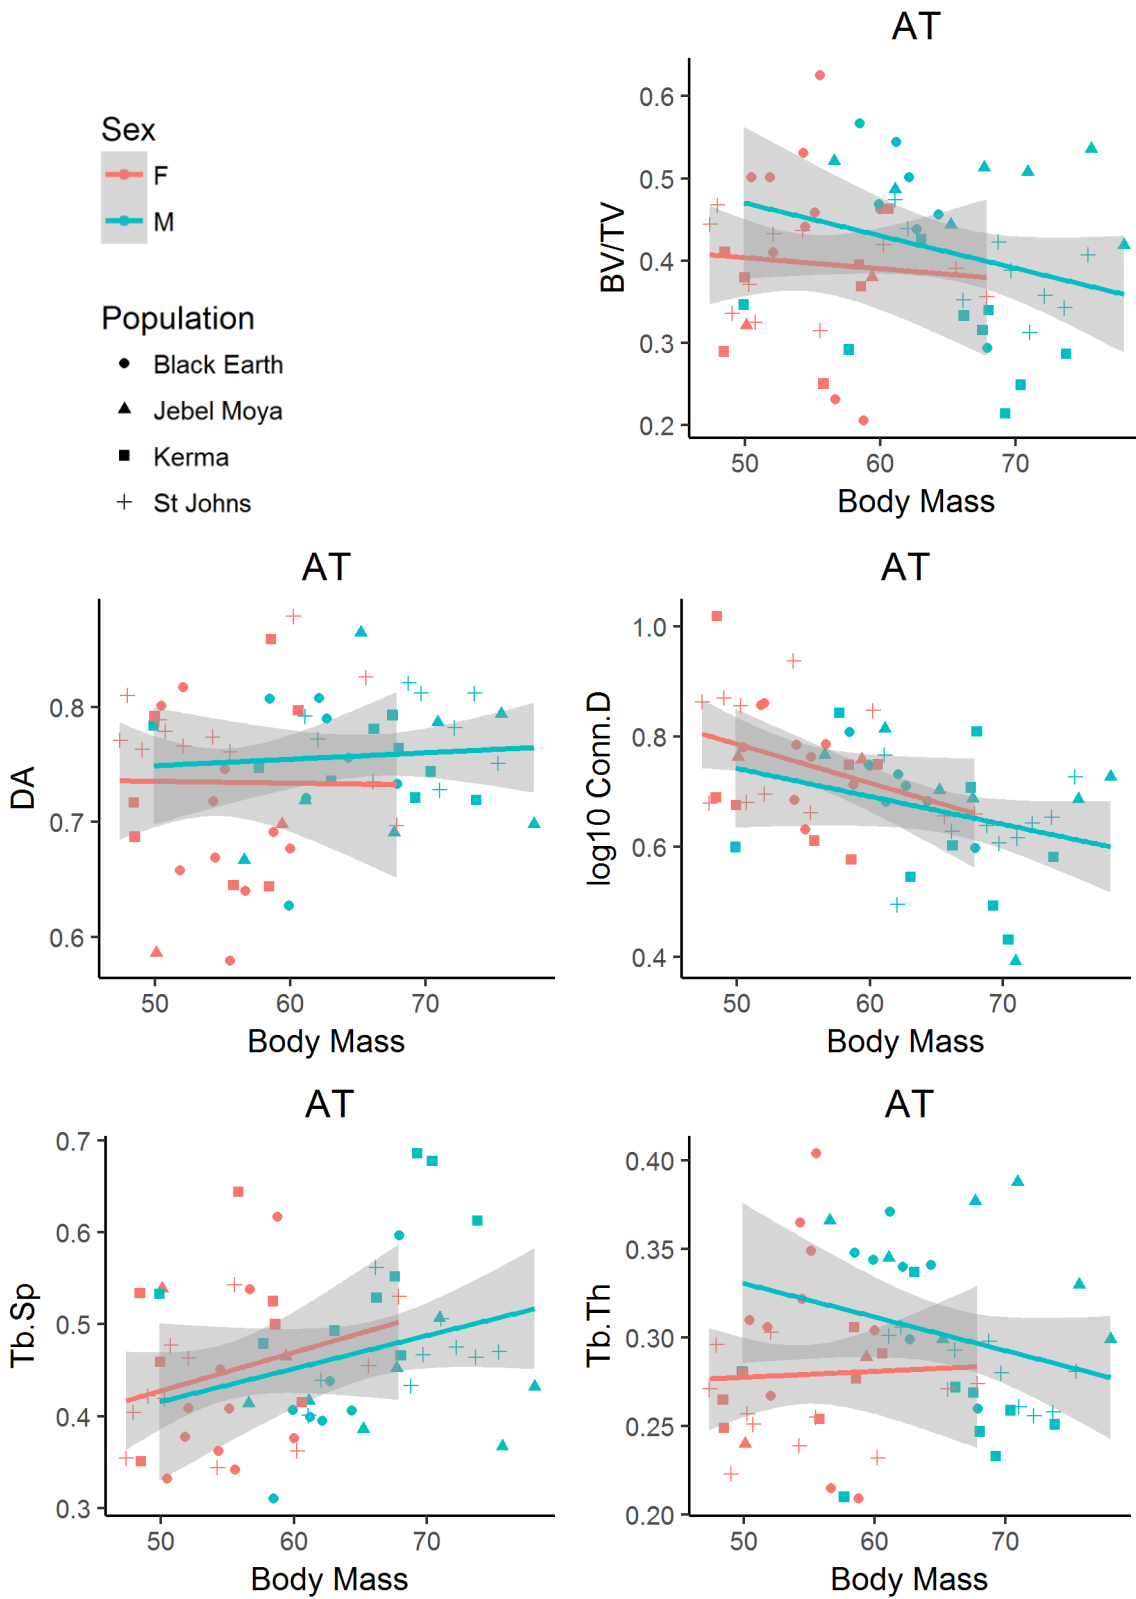 AT
Sex
F
M
Population
Black Earth
Jebel Moya
Kerma
St Johns
BV/TV
0.6
0.5
0.4
0.3
0.2
50 60 70
Body Mass
AT
DA
0.8
0.7
0.6
50 60 70
Body Mass
AT
log10 Conn.D
1.0
0.8
0.6
0.4
50 60 70
Body Mass
AT
Tb.Sp
0.7
0.6
0.5
0.4
0.3
50 60 70
Body Mass
AT
Tb.Th
0.40
0.35
0.30
0.25
0.20
50 60 70
Body Mass